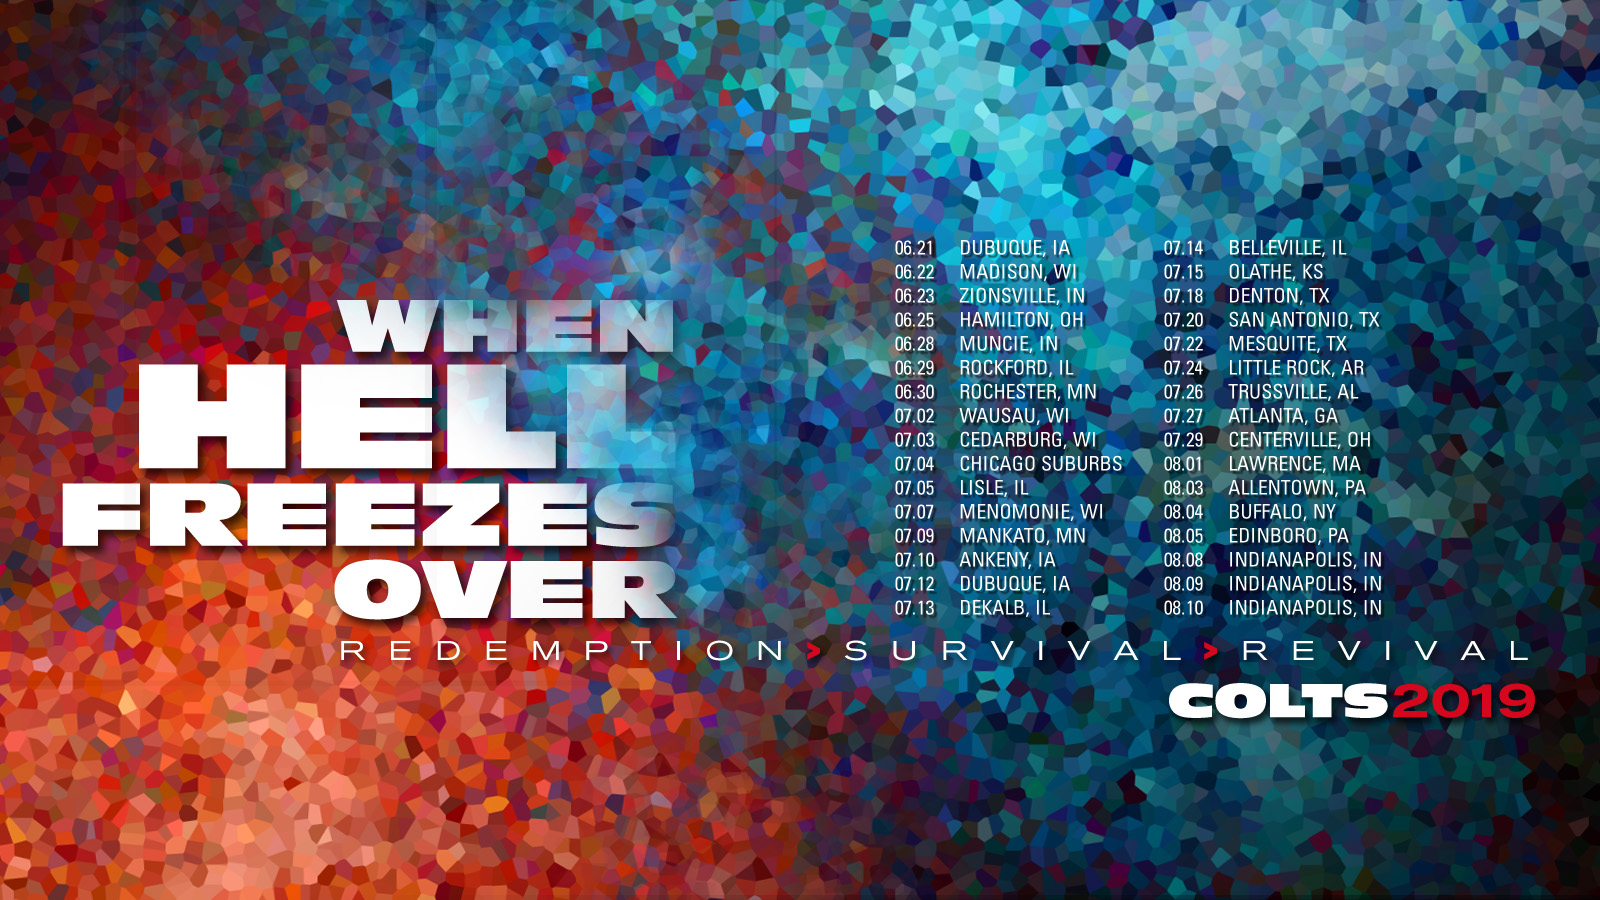 WHEN
HELL
FREEZES
OVER
06.21 DUBUQUE, IA
06.22 MADISON, WI
06.23 ZIONSVILLE, IN
06.25 HAMILTON, OH
06.28 MUNCIE, IN
06.29 ROCKFORD, IL
06.30 ROCHESTER, MN
07.02 WAUSAU, WI
07.03 CEDARBURG, WI
07.04 CHICAGO SUBURBS
07.05 LISLE, IL
07.07 MENOMONIE, WI
07.09 MANKATO, MN
07.10 ANKENY, IA
07.12 DUBUQUE, IA
07.13 DEKALB, IL
07.14 BELLEVILLE, IL
07.15 OLATHE, KS
07.18 DENTON, TX
07.20 SAN ANTONIO, TX
07.22 MESQUITE, TX
07.24 LITTLE ROCK, AR
07.26 TRUSSVILLE, AL
07.27 ATLANTA, GA
07.29 CENTERVILLE, OH
08.01 LAWRENCE, MA
08.03 ALLENTOWN, PA
08.04 BUFFALO, NY
08.05 EDINBORO, PA
08.08 INDIANAPOLIS, IN
08.09 INDIANAPOLIS, IN
08.10 INDIANAPOLIS, IN
REDEMPTION > SURVIVAL > REVIVAL
COLTS2019